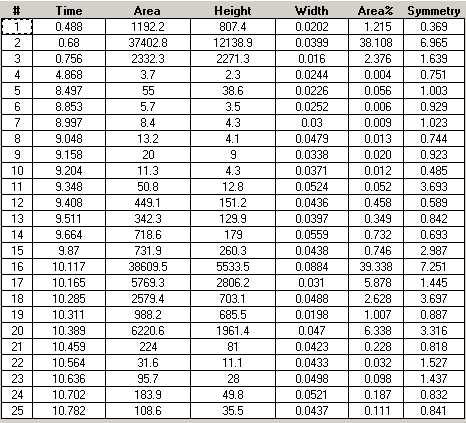 # Time Area Height Width Area% Symmetry
1 0.488 1192.2 807.4 0.0202 1.215 0.369
2 0.68 37402.8 12138.9 0.0399 38.108 6.965
3 0.756 2332.3 2271.3 0.016 2.376 1.639
4 4.868 3.7 2.3 0.0244 0.004 0.751
5 8.497 55 38.6 0.0226 0.056 1.003
6 8.853 5.7 3.5 0.0252 0.006 0.929
7 8.997 8.4 4.3 0.03 0.009 1.023
8 9.048 13.2 4.1 0.0479 0.013 0.744
9 9.158 20 9 0.0338 0.020 0.923
10 9.204 11.3 4.3 0.0371 0.012 0.485
11 9.348 50.8 12.8 0.0524 0.052 3.693
12 9.408 449.1 151.2 0.0436 0.458 0.589
13 9.511 342.3 129.9 0.0397 0.349 0.842
14 9.664 718.6 179 0.0559 0.732 0.693
15 9.87 731.9 260.3 0.0438 0.746 2.987
16 10.117 38609.5 5533.5 0.0884 39.338 7.251
17 10.165 5769.3 2806.2 0.031 5.878 1.445
18 10.285 2579.4 703.1 0.0488 2.628 3.697
19 10.311 988.2 685.5 0.0198 1.007 0.887
20 10.389 6220.6 1961.4 0.047 6.338 3.316
21 10.459 224 81 0.0423 0.228 0.818
22 10.564 31.6 11.1 0.0433 0.032 1.527
23 10.636 95.7 28 0.0498 0.098 1.437
24 10.702 183.9 49.8 0.0521 0.187 0.832
25 10.782 108.6 35.5 0.0437 0.111 0.841